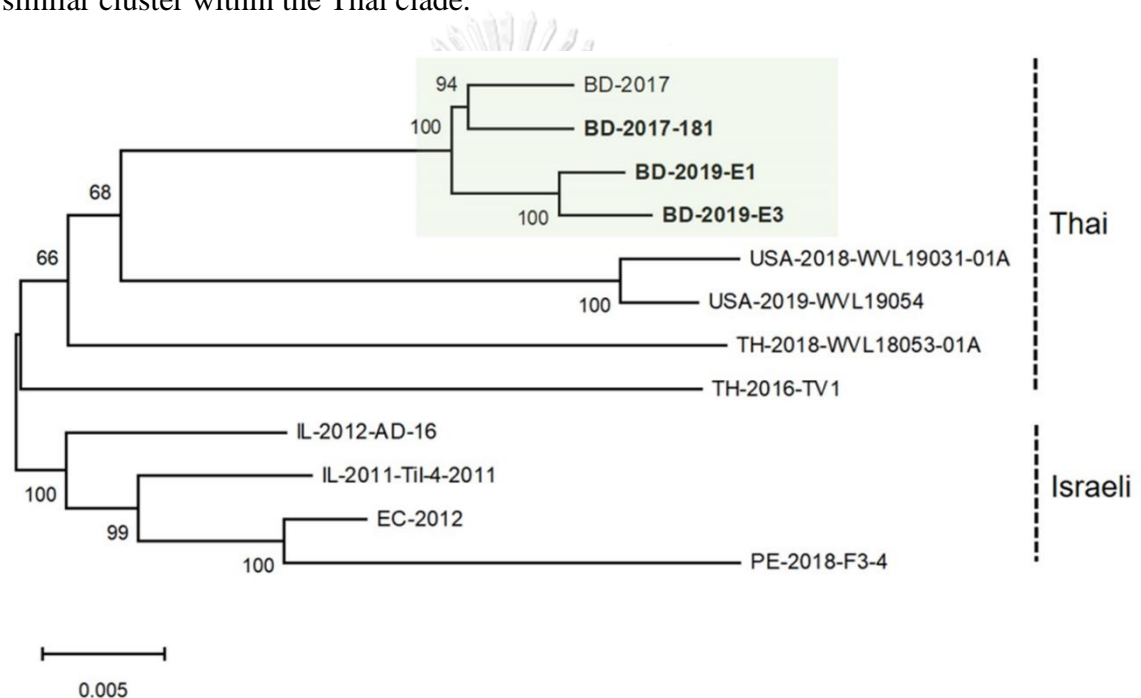 similar cluster within the Thai clade.
94
BD-2017
100
BD-2017-181
BD-2019-E1
68
100
BD-2019-E3
Thai
66
USA-2018-WVL19031-01A
100
USA-2019-WVL19054
TH-2018-WVL18053-01A
TH-2016-TV1
IL-2012-AD-16
100
IL-2011-Til-4-2011
Israeli
99
EC-2012
100
PE-2018-F3-4
0.005